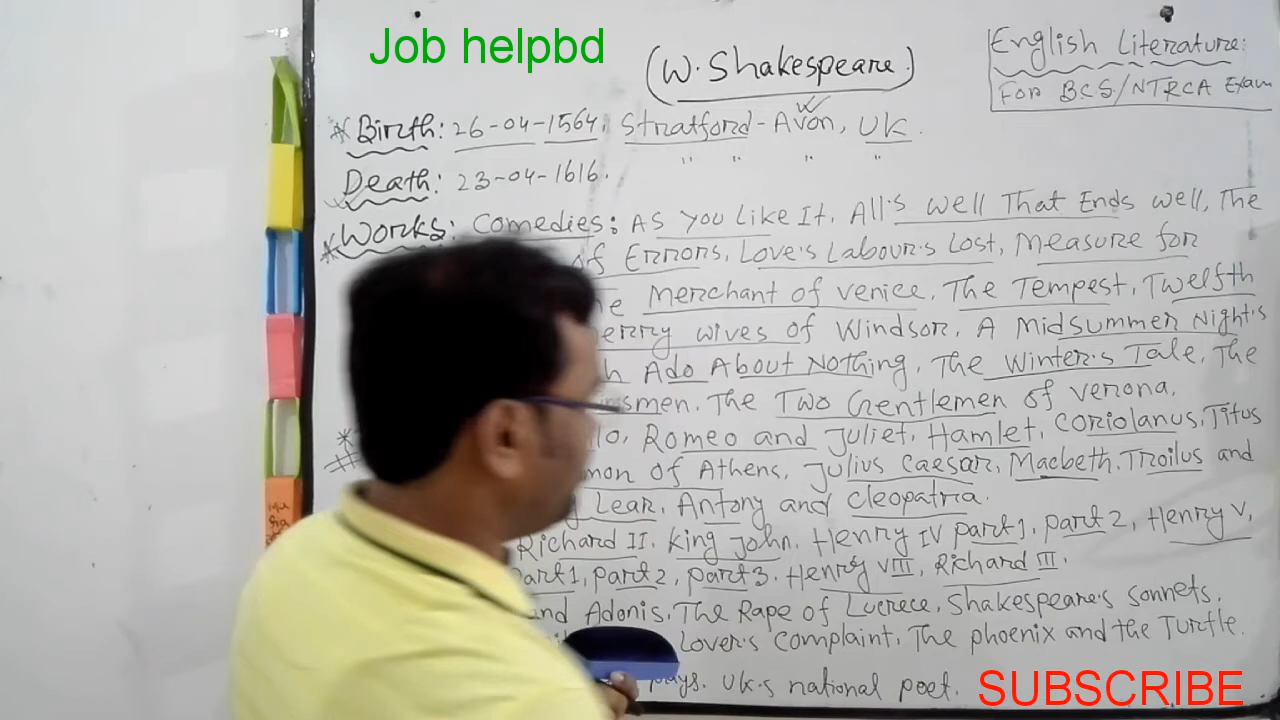 Job helpbd
(W. Shakespeare.)
English Literature:
For BCS/NTRCA Exam
* Birth: 26-04-1564, Stratford-Avon, UK.
Death: 23-04-1616. " " " "
* Works: Comedies: As You Like It, All's well That Ends well, The
of Errors, Love's Labour's Lost, Measure for
Merchant of Venice, The Tempest, Twelfth
wives of Windsor, A Midsummer Night's
Ado About Nothing, The Winter's Tale, The
The Two Gentlemen of Verona.
Romeo and Juliet, Hamlet, Coriolanus, Titus
of Athens, Julius Caesar, Macbeth, Troilus and
Lear, Antony and Cleopatra.
Richard II, King John, Henry IV part 1, part 2, Henry V,
part 1, part 2, part 3, Henry VIII, Richard III.
and Adonis, The Rape of Lucrece, Shakespeare's sonnets,
Lover's complaint, The phoenix and the Turtle.
UK's national poet.
SUBSCRIBE